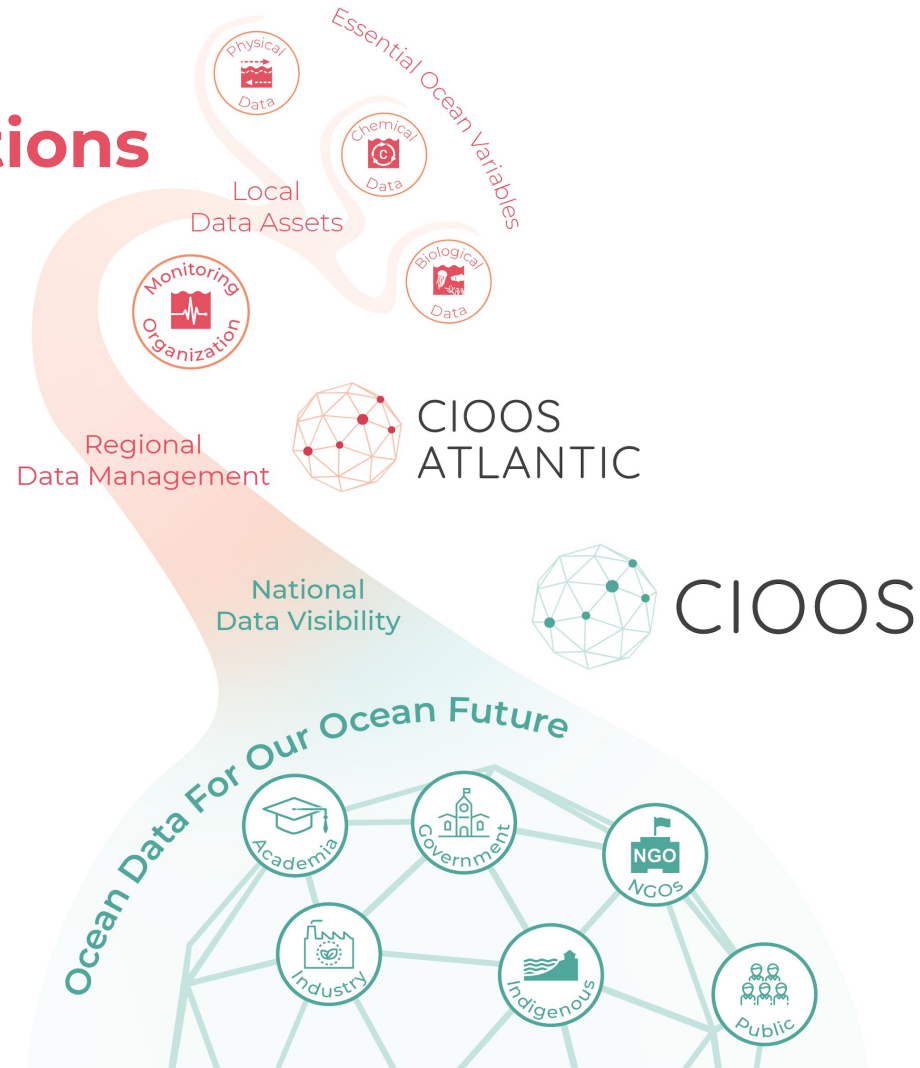 Essential Ocean Variables
Physical
Data
tions
Chemical
C
Data
Local
Data Assets
Biological
Data
Monitoring
Organization
CIOOS
ATLANTIC
Regional
Data Management
National
Data Visibility
CIOOS
Ocean Data For Our Ocean Future
Academia
Government
NGO
NGOs
Industry
Indigenous
Public